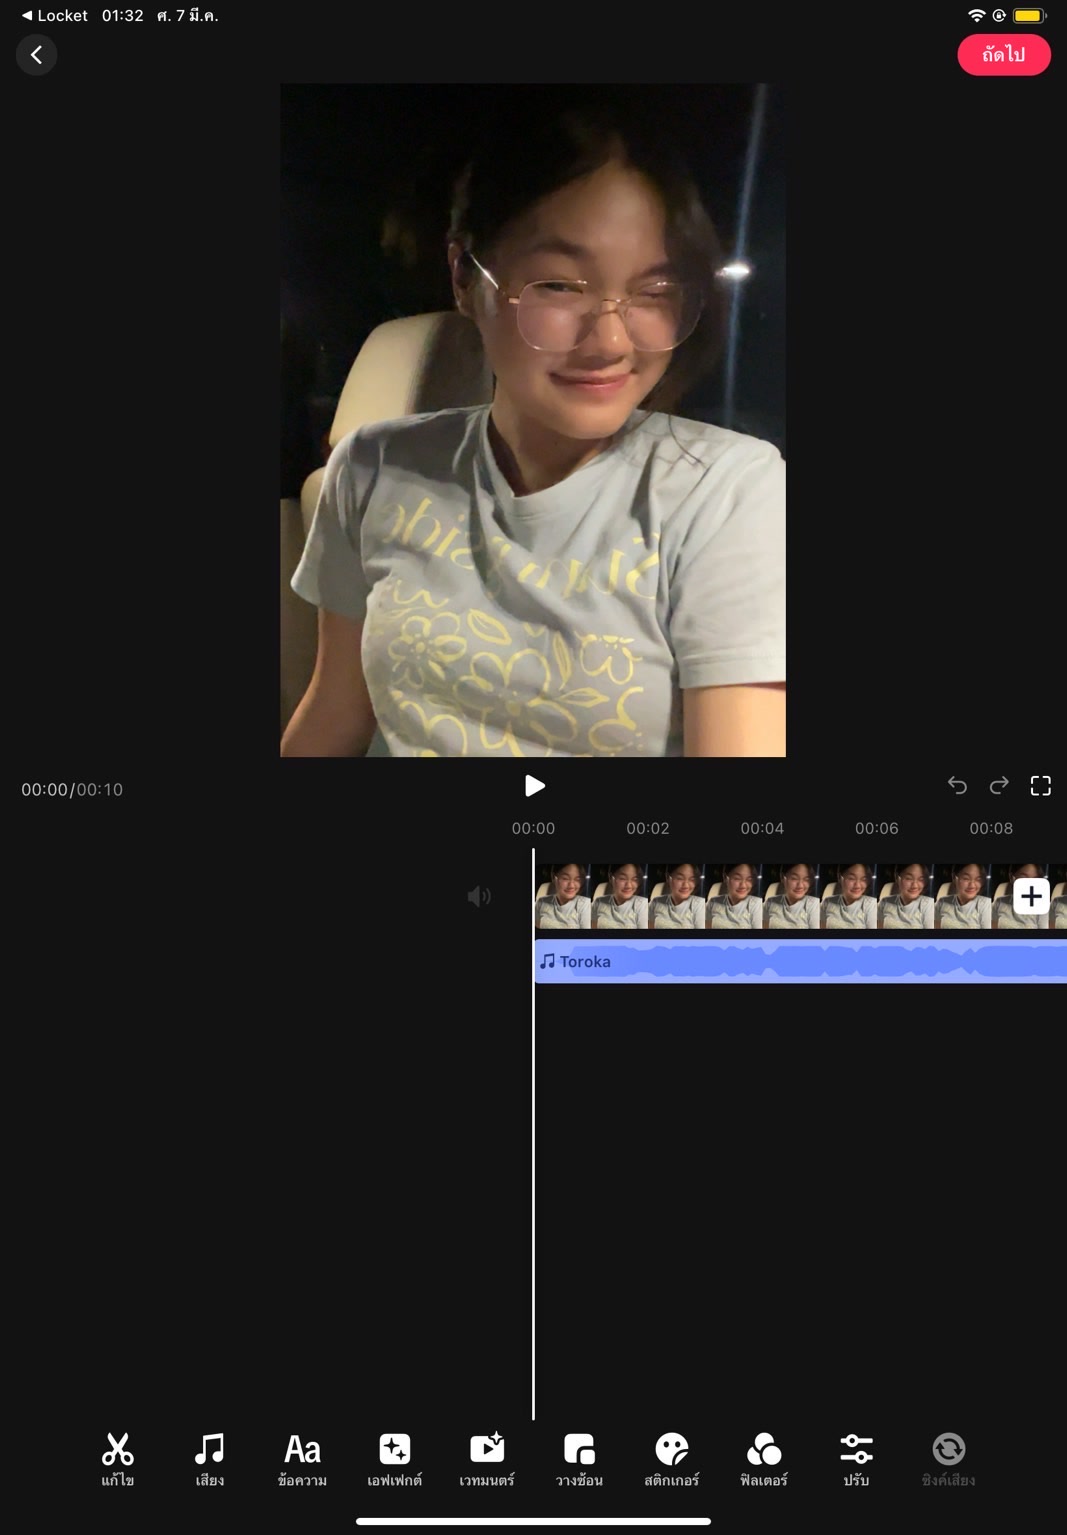 Locket 01:32 ศ. 7 มี.ค.
ถัดไป
Sunnyside
00:00/00:10
00:00 00:02 00:04 00:06 00:08
Toroka
แก้ไข เสียง Aa ข้อความ เอฟเฟกต์ เวทมนตร์ วางซ้อน สติกเกอร์ ฟิลเตอร์ ปรับ ซิงค์เสียง